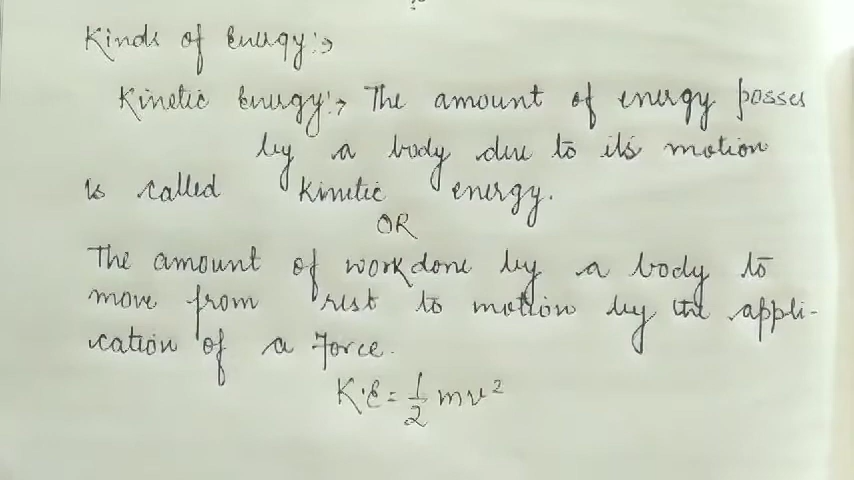 Kinds of Energy:→
Kinetic Energy:→ The amount of energy posses
by a body due to its motion
is called kinetic energy.
OR
The amount of workdone by a body to
move from rest to motion by the appli-
cation of a Force.
K.E = 1/2 mv²